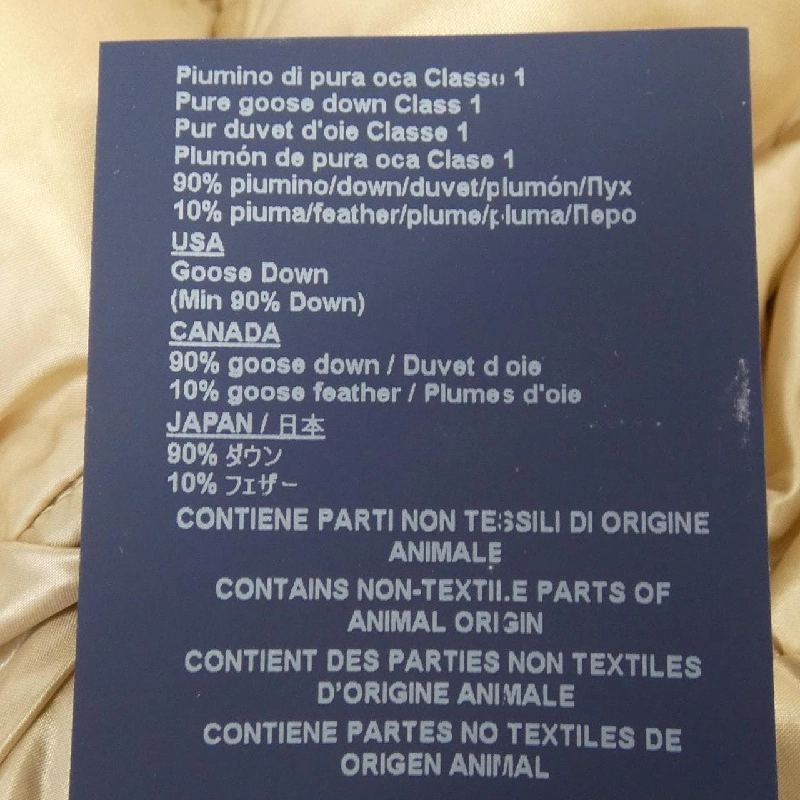 Piumino di pura oca Classe 1
Pure goose down Class 1
Pur duvet d'oie Classe 1
Plumón de pura oca Clase 1
90% piumino/down/duvet/plumón/Пух
10% piuma/feather/plume/pluma/Перо
USA
Goose Down
(Min 90% Down)
CANADA
90% goose down / Duvet d oie
10% goose feather / Plumes d'oie
JAPAN / 日本
90% ダウン
10% フェザー
CONTIENE PARTI NON TESSILI DI ORIGINE
ANIMALE
CONTAINS NON-TEXTILE PARTS OF
ANIMAL ORIGIN
CONTIENT DES PARTIES NON TEXTILES
D'ORIGINE ANIMALE
CONTIENE PARTES NO TEXTILES DE
ORIGEN ANIMAL